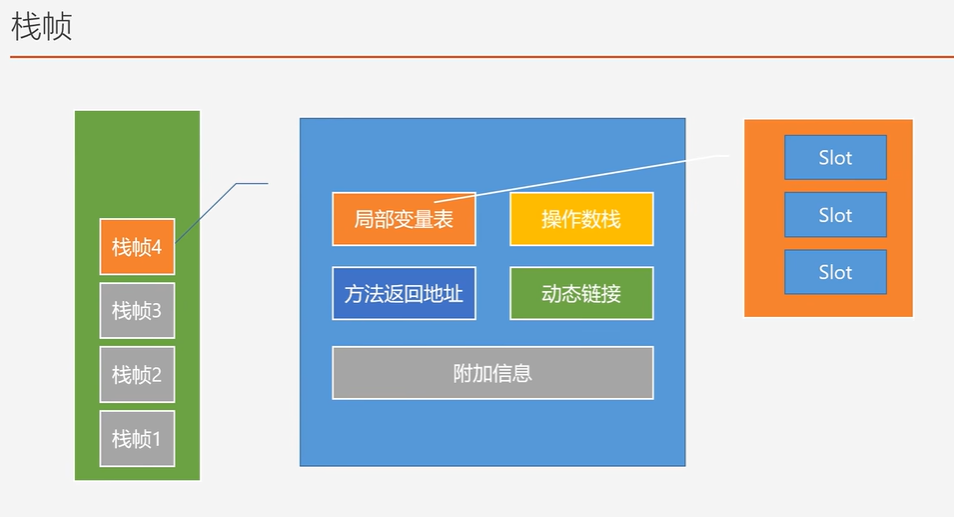 栈帧
栈帧4
栈帧3
栈帧2
栈帧1
局部变量表
操作数栈
方法返回地址
动态链接
附加信息
Slot
Slot
Slot